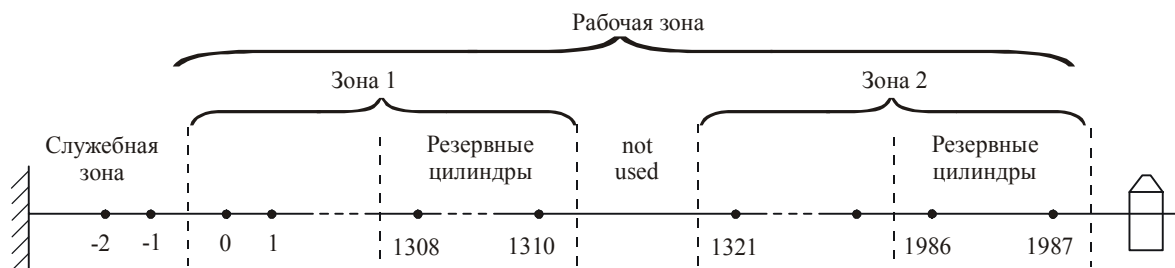 Рабочая зона
Зона 1
Зона 2
Служебная
зона
Резервные
цилиндры
not
used
Резервные
цилиндры
-2 -1 0 1 1308 1310 1321 1986 1987